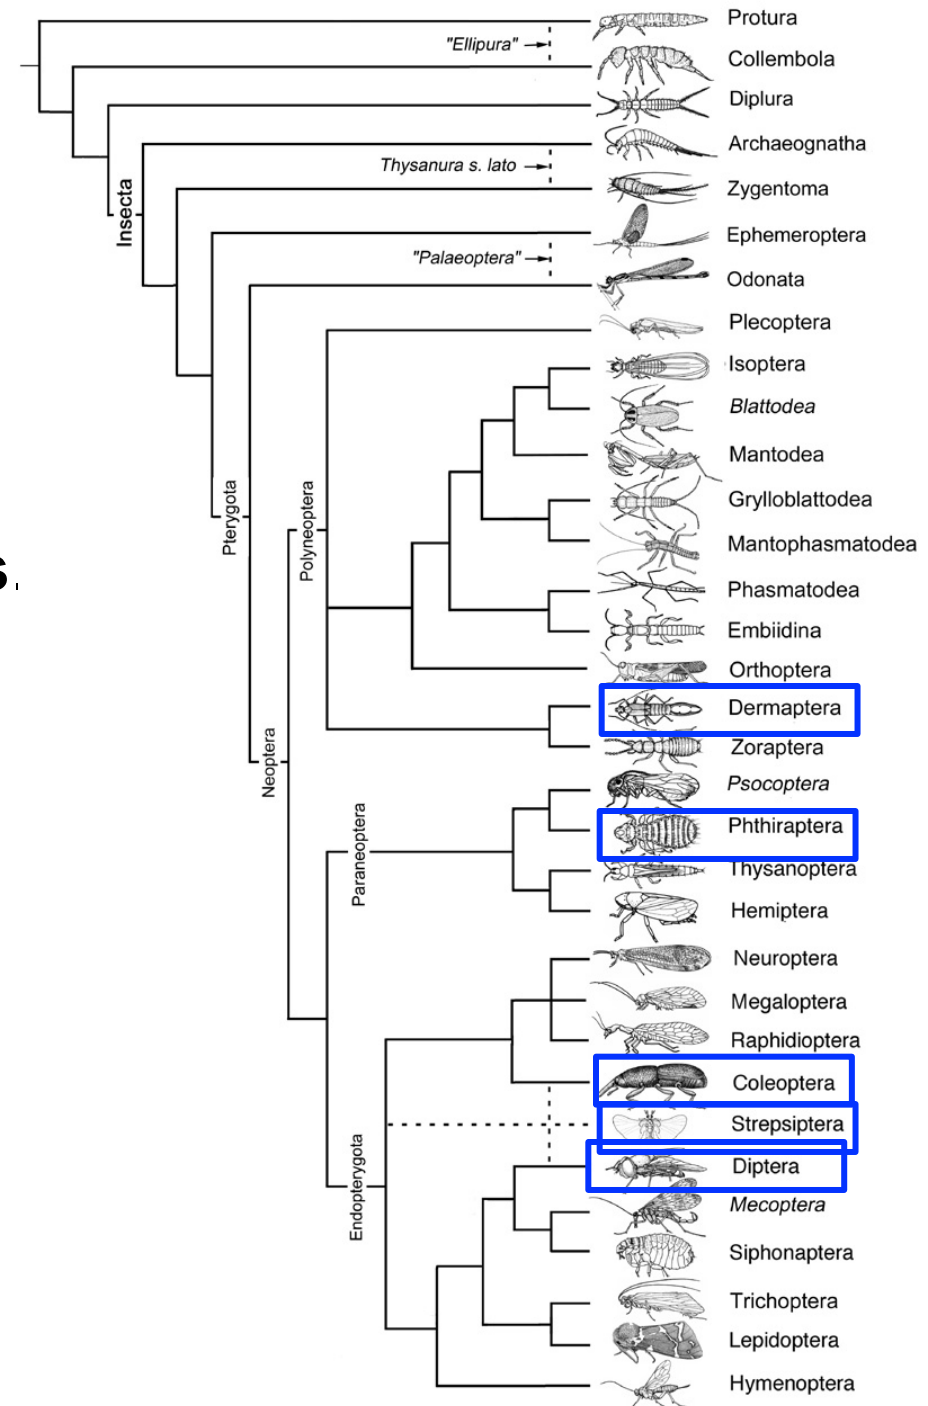 Protura
"Ellipura"
Collembola
Diplura
Archaeognatha
Thysanura s. lato
Zygentoma
Insecta
Ephemeroptera
"Palaeoptera"
Odonata
Plecoptera
Isoptera
Blattodea
Mantodea
Grylloblattodea
Pterygota
Polyneoptera
Mantophasmatodea
s.
Phasmatodea
Embiidina
Orthoptera
Dermaptera
Zoraptera
Neoptera
Psocoptera
Phthiraptera
Paraneoptera
Thysanoptera
Hemiptera
Neuroptera
Megaloptera
Raphidioptera
Coleoptera
Strepsiptera
Diptera
Endopterygota
Mecoptera
Siphonaptera
Trichoptera
Lepidoptera
Hymenoptera